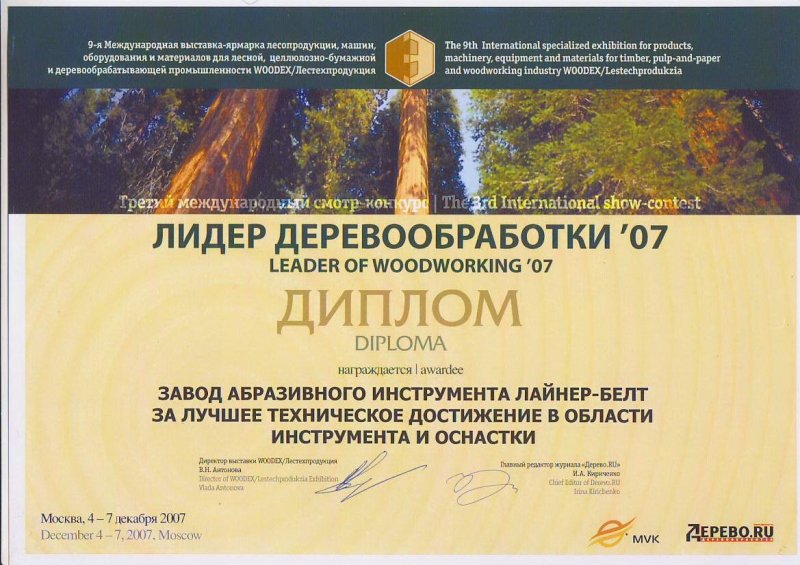 9-я Международная выставка-ярмарка лесопродукции, машин,
оборудования и материалов для лесной, целлюлозно-бумажной
и деревообрабатывающей промышленности WOODEX/Лестехпродукция
The 9th International specialized exhibition for products,
machinery, equipment and materials for timber, pulp-and-paper
and woodworking industry WOODEX/Lestechprodukzia
Третий международный смотр-конкурс | The 3rd International show-contest
ЛИДЕР ДЕРЕВООБРАБОТКИ ’07
LEADER OF WOODWORKING ’07
ДИПЛОМ
DIPLOMA
награждается | awardee
ЗАВОД АБРАЗИВНОГО ИНСТРУМЕНТА ЛАЙНЕР-БЕЛТ
ЗА ЛУЧШЕЕ ТЕХНИЧЕСКОЕ ДОСТИЖЕНИЕ В ОБЛАСТИ
ИНСТРУМЕНТА И ОСНАСТКИ
Директор выставки WOODEX/Лестехпродукция
В.Н. Антонова
Director of WOODEX/Lestechprodukzia Exhibition
Vlada Antonova
Главный редактор журнала «Дерево.RU»
И.А. Кириченко
Chief Editor of Derevo.RU
Irina Kirichenko
Москва, 4 – 7 декабря 2007
December 4 – 7, 2007, Moscow
MVK
ДЕРЕВО.RU